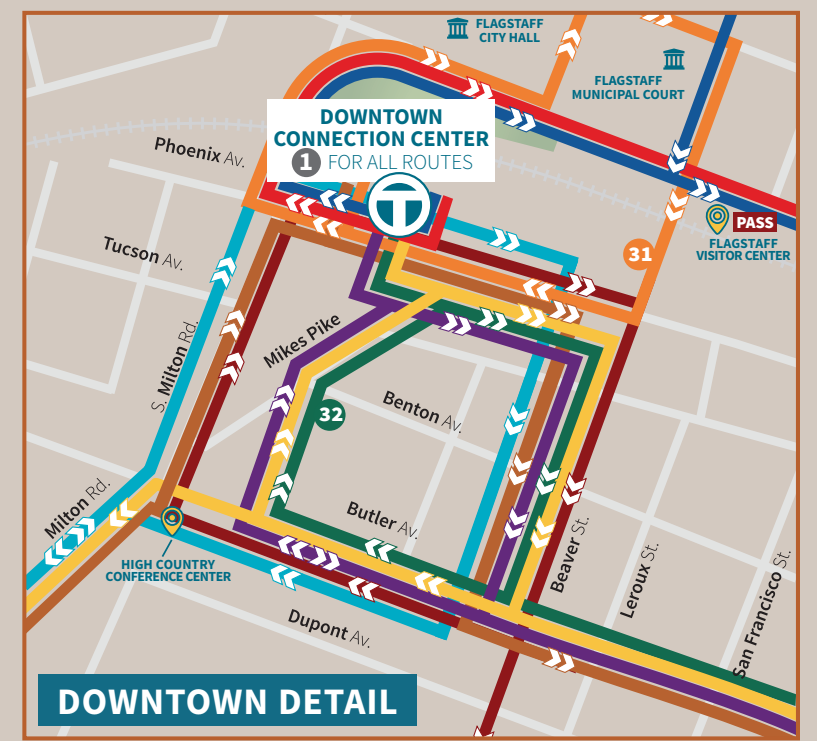 FLAGSTAFF
CITY HALL
FLAGSTAFF
MUNICIPAL COURT
DOWNTOWN
CONNECTION CENTER
1 FOR ALL ROUTES
Phoenix Av.
T
PASS
FLAGSTAFF
VISITOR CENTER
31
Tucson Av.
S. Milton Rd.
Mikes Pike
32
Benton Av.
Milton Rd.
Butler Av.
Beaver St.
Leroux St.
San Francisco St.
HIGH COUNTRY
CONFERENCE CENTER
Dupont Av.
DOWNTOWN DETAIL